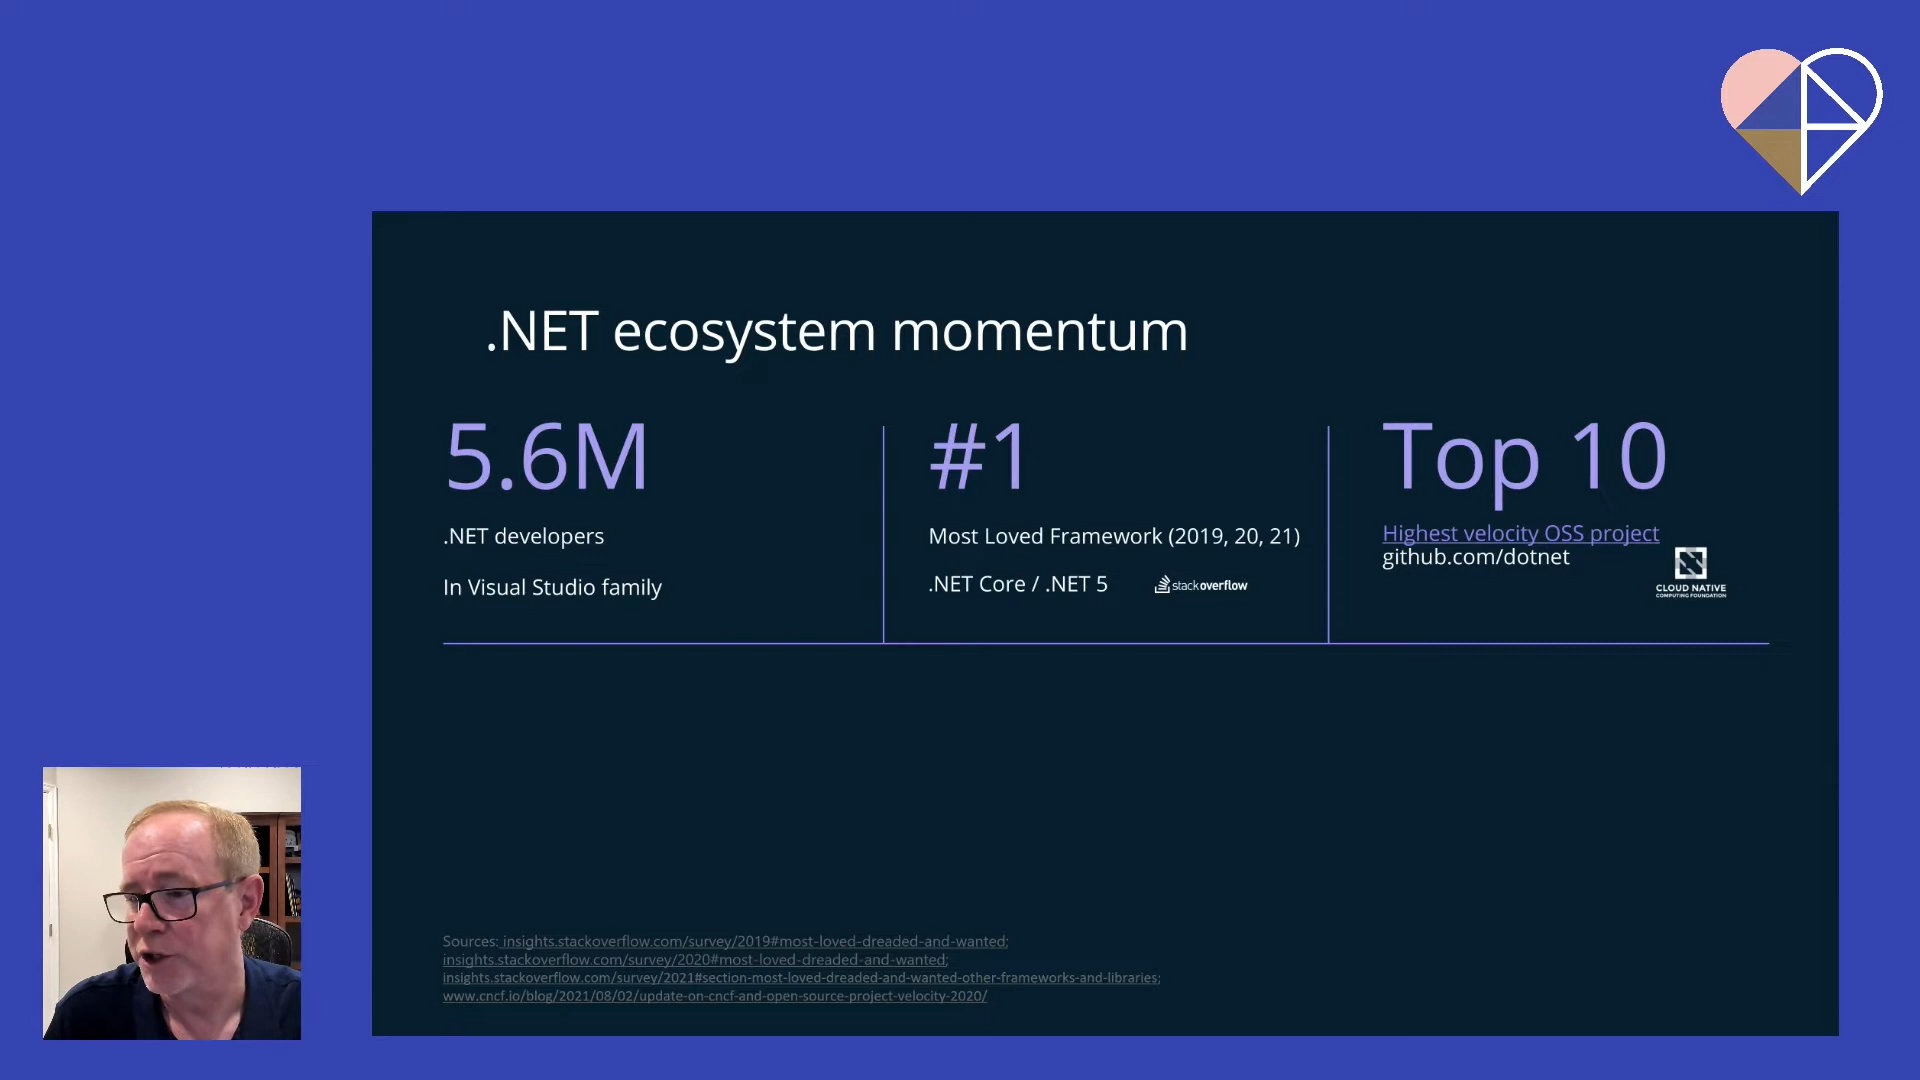 .NET ecosystem momentum
5.6M
.NET developers
In Visual Studio family
#1
Most Loved Framework (2019, 20, 21)
.NET Core / .NET 5
stackoverflow
Top 10
Highest velocity OSS project
github.com/dotnet
CLOUD NATIVE
COMPUTING FOUNDATION
Sources: insights.stackoverflow.com/survey/2019#most-loved-dreaded-and-wanted;
insights.stackoverflow.com/survey/2020#most-loved-dreaded-and-wanted;
insights.stackoverflow.com/survey/2021#section-most-loved-dreaded-and-wanted-other-frameworks-and-libraries;
www.cncf.io/blog/2021/08/02/update-on-cncf-and-open-source-project-velocity-2020/